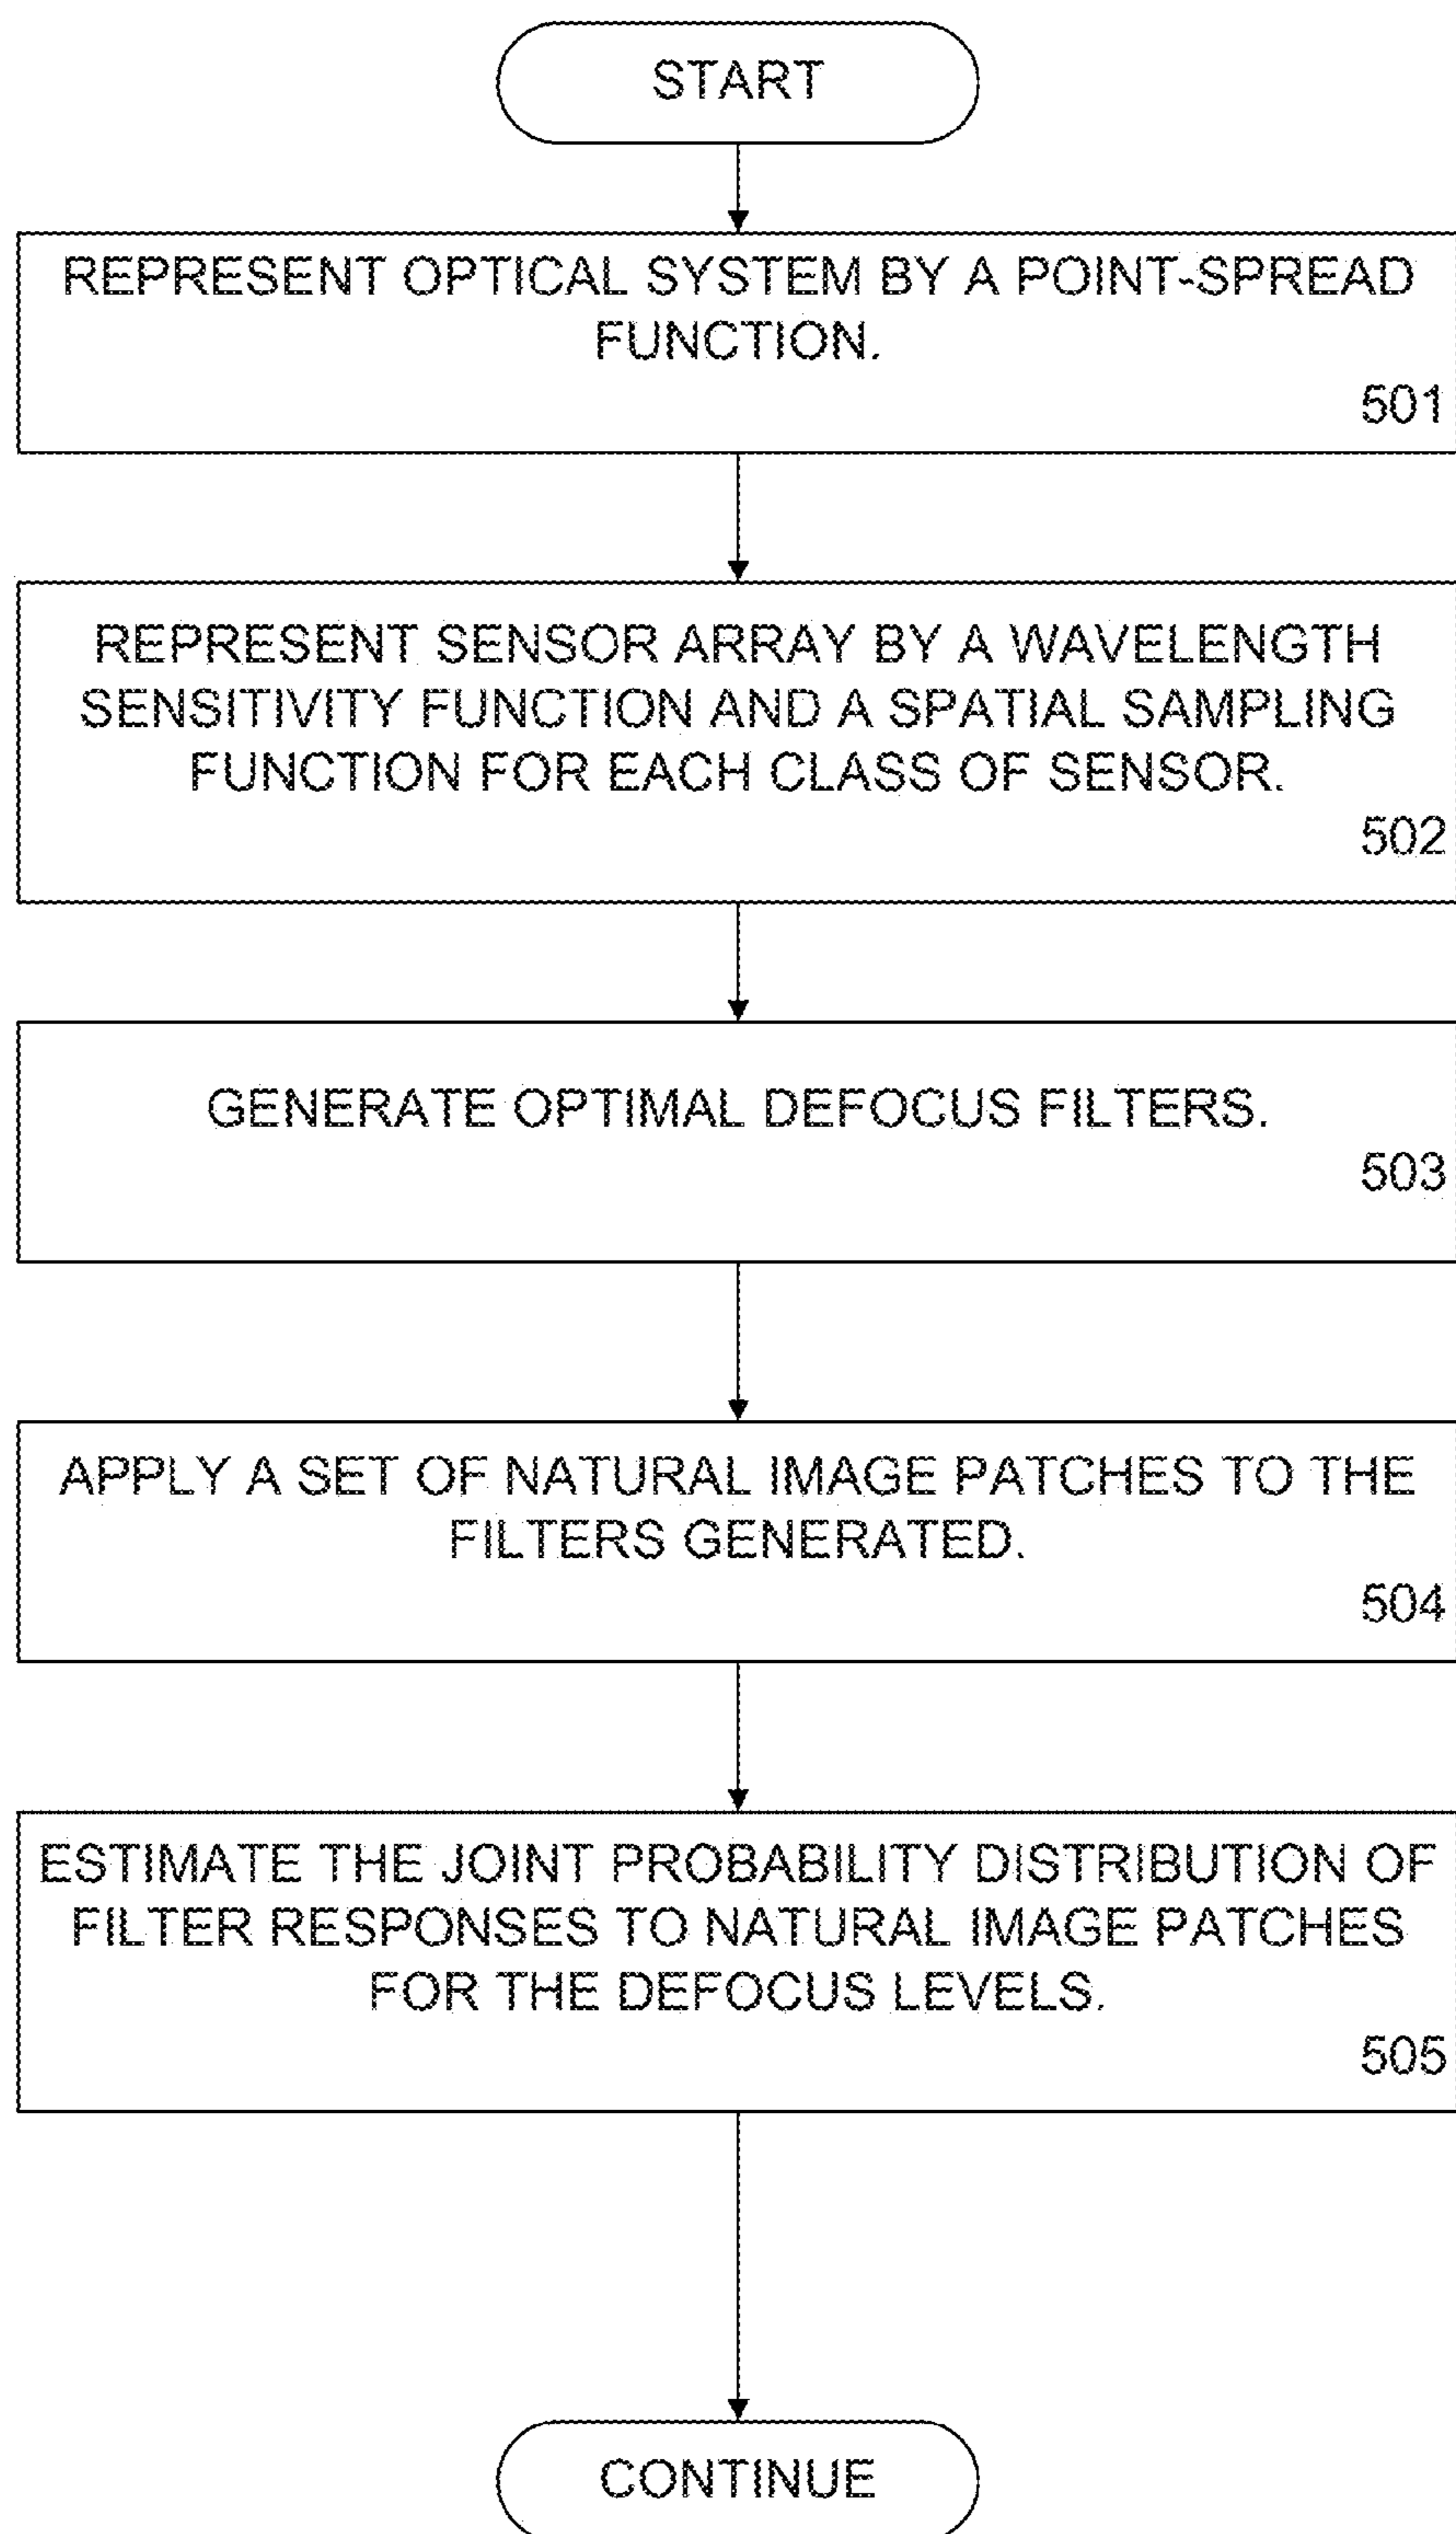 START
REPRESENT OPTICAL SYSTEM BY A POINT-SPREAD
FUNCTION.
501
REPRESENT SENSOR ARRAY BY A WAVELENGTH
SENSITIVITY FUNCTION AND A SPATIAL SAMPLING
FUNCTION FOR EACH CLASS OF SENSOR.
502
GENERATE OPTIMAL DEFOCUS FILTERS.
503
APPLY A SET OF NATURAL IMAGE PATCHES TO THE
FILTERS GENERATED.
504
ESTIMATE THE JOINT PROBABILITY DISTRIBUTION OF
FILTER RESPONSES TO NATURAL IMAGE PATCHES
FOR THE DEFOCUS LEVELS.
505
CONTINUE